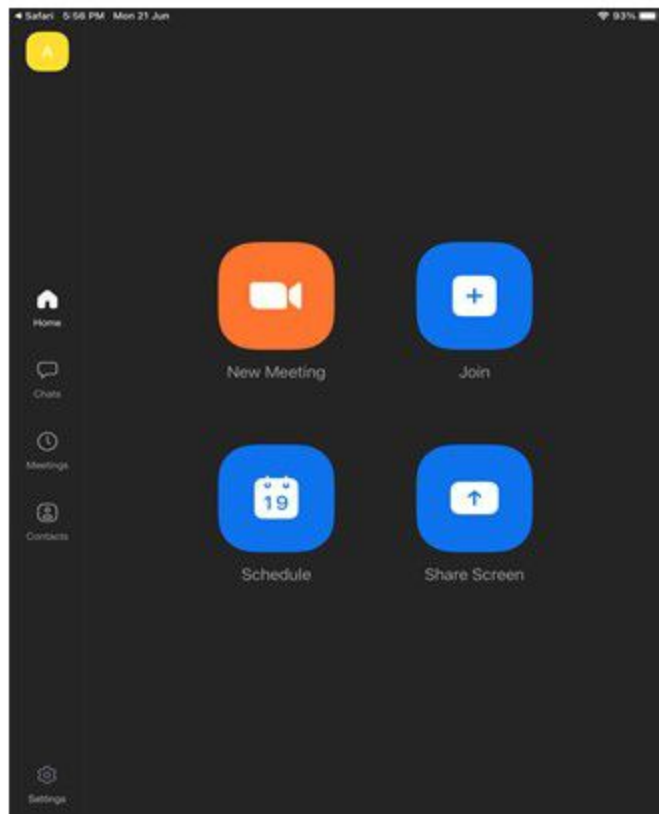 Safari 5:56 PM Mon 21 Jun 93%
A
Home
Chats
Meetings
Contacts
Settings
New Meeting
Join
19
Schedule
Share Screen